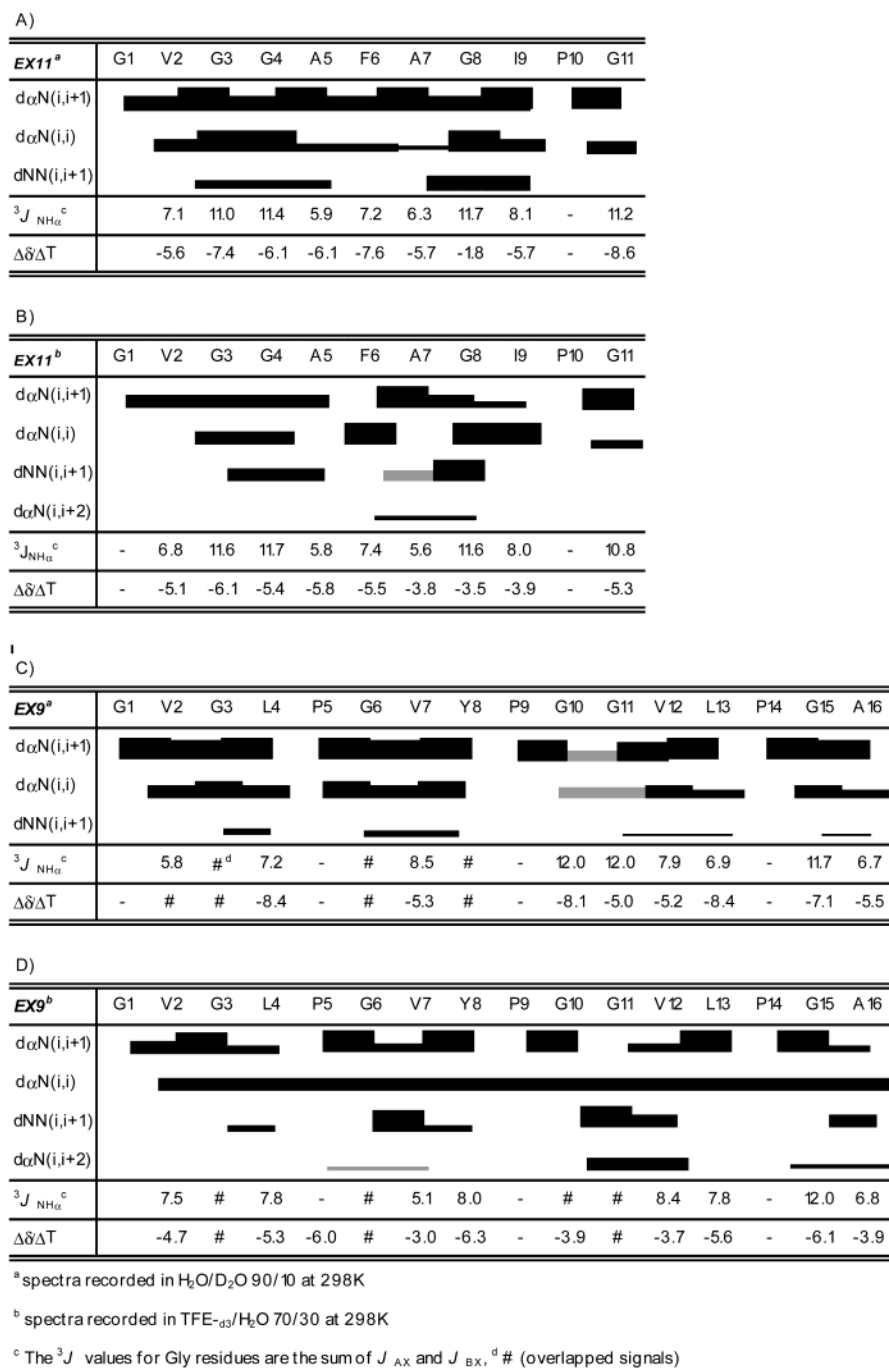 A)
EX11ᵃ G1 V2 G3 G4 A5 F6 A7 G8 I9 P10 G11
dαN(i,i+1)
dαN(i,i)
dNN(i,i+1)
³J NHαᶜ 7.1 11.0 11.4 5.9 7.2 6.3 11.7 8.1 - 11.2
ΔδΔT -5.6 -7.4 -6.1 -6.1 -7.6 -5.7 -1.8 -5.7 - -8.6
B)
EX11ᵇ G1 V2 G3 G4 A5 F6 A7 G8 I9 P10 G11
dαN(i,i+1)
dαN(i,i)
dNN(i,i+1)
dαN(i,i+2)
³JNHαᶜ - 6.8 11.6 11.7 5.8 7.4 5.6 11.6 8.0 - 10.8
ΔδΔT - -5.1 -6.1 -5.4 -5.8 -5.5 -3.8 -3.5 -3.9 - -5.3
C)
EX9ᵃ G1 V2 G3 L4 P5 G6 V7 Y8 P9 G10 G11 V12 L13 P14 G15 A16
dαN(i,i+1)
dαN(i,i)
dNN(i,i+1)
³J NHαᶜ 5.8 #ᵈ 7.2 - # 8.5 # - 12.0 12.0 7.9 6.9 - 11.7 6.7
ΔδΔT - # # -8.4 - # -5.3 # - -8.1 -5.0 -5.2 -8.4 - -7.1 -5.5
D)
EX9ᵇ G1 V2 G3 L4 P5 G6 V7 Y8 P9 G10 G11 V12 L13 P14 G15 A16
dαN(i,i+1)
dαN(i,i)
dNN(i,i+1)
dαN(i,i+2)
³J NHαᶜ 7.5 # 7.8 - # 5.1 8.0 - # # 8.4 7.8 - 12.0 6.8
ΔδΔT -4.7 # -5.3 -6.0 # -3.0 -6.3 - -3.9 # -3.7 -5.6 - -6.1 -3.9
ᵃ spectra recorded in H₂O/D₂O 90/10 at 298K
ᵇ spectra recorded in TFE-d3/H₂O 70/30 at 298K
ᶜ The ³J values for Gly residues are the sum of J AX and J BX, ᵈ # (overlapped signals)